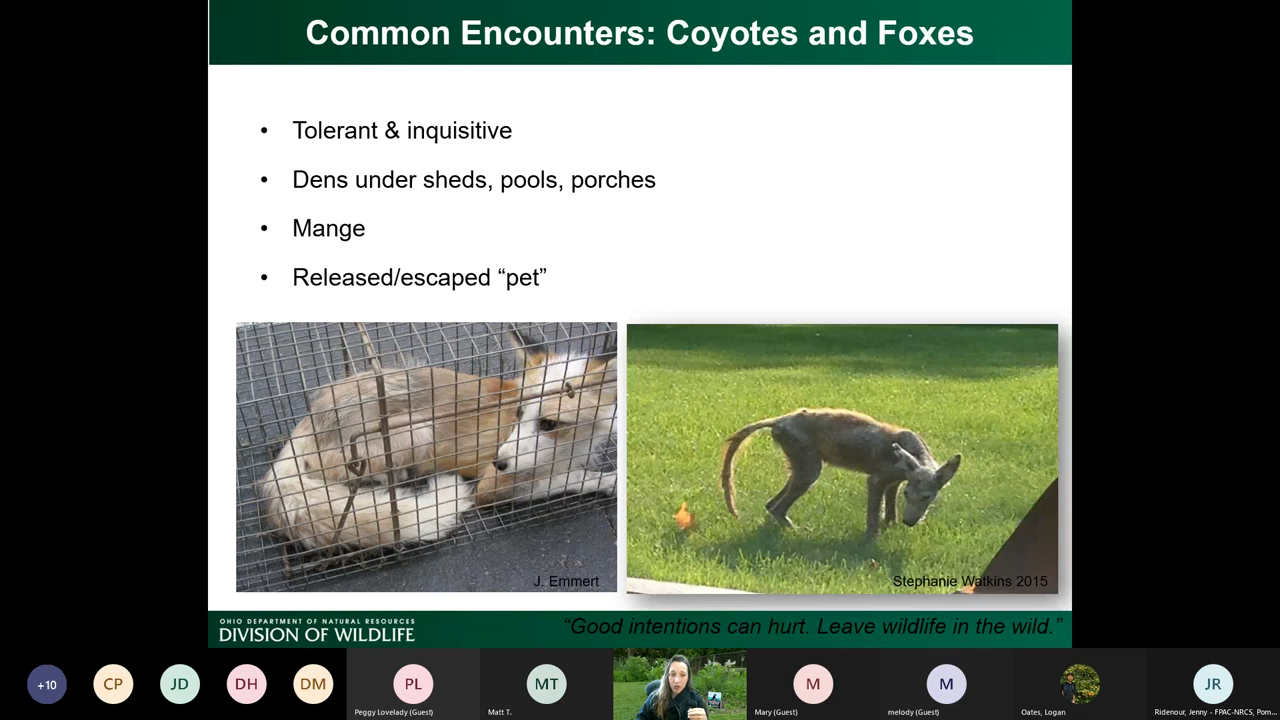 Common Encounters: Coyotes and Foxes
• Tolerant & inquisitive
• Dens under sheds, pools, porches
• Mange
• Released/escaped “pet”
J. Emmert
Stephanie Watkins 2015
OHIO DEPARTMENT OF NATURAL RESOURCES
DIVISION OF WILDLIFE
“Good intentions can hurt. Leave wildlife in the wild.”
+10
CP
JD
DH
DM
PL
Peggy Lovelady (Guest)
MT
Matt T.
M
Mary (Guest)
M
melody (Guest)
Oates, Logan
JR
Ridenour, Jenny - FPAC-NRCS, Pom...